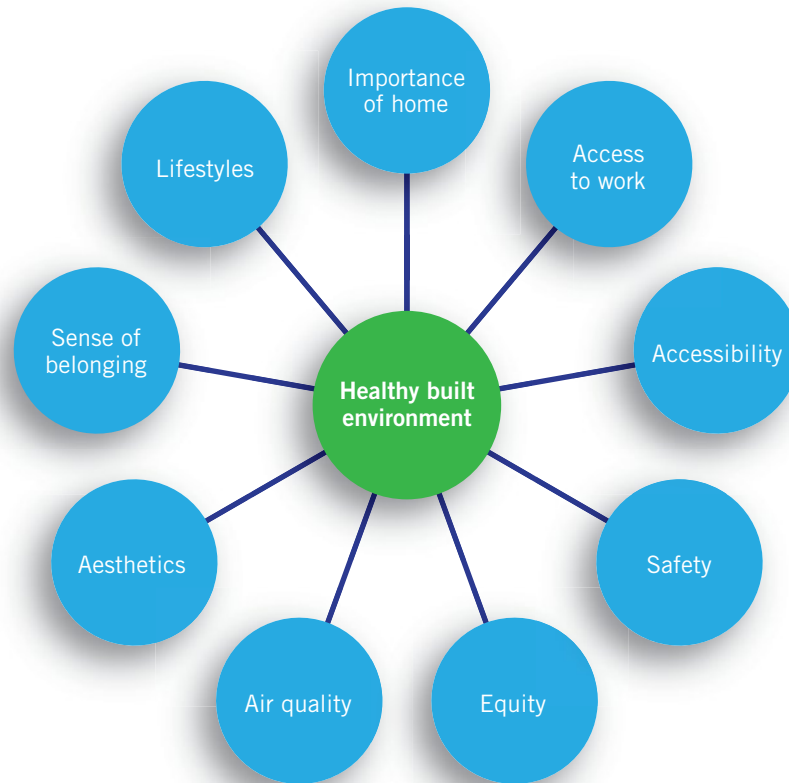 Importance
of home
Access
to work
Accessibility
Safety
Equity
Air quality
Aesthetics
Sense of
belonging
Lifestyles
Healthy built
environment